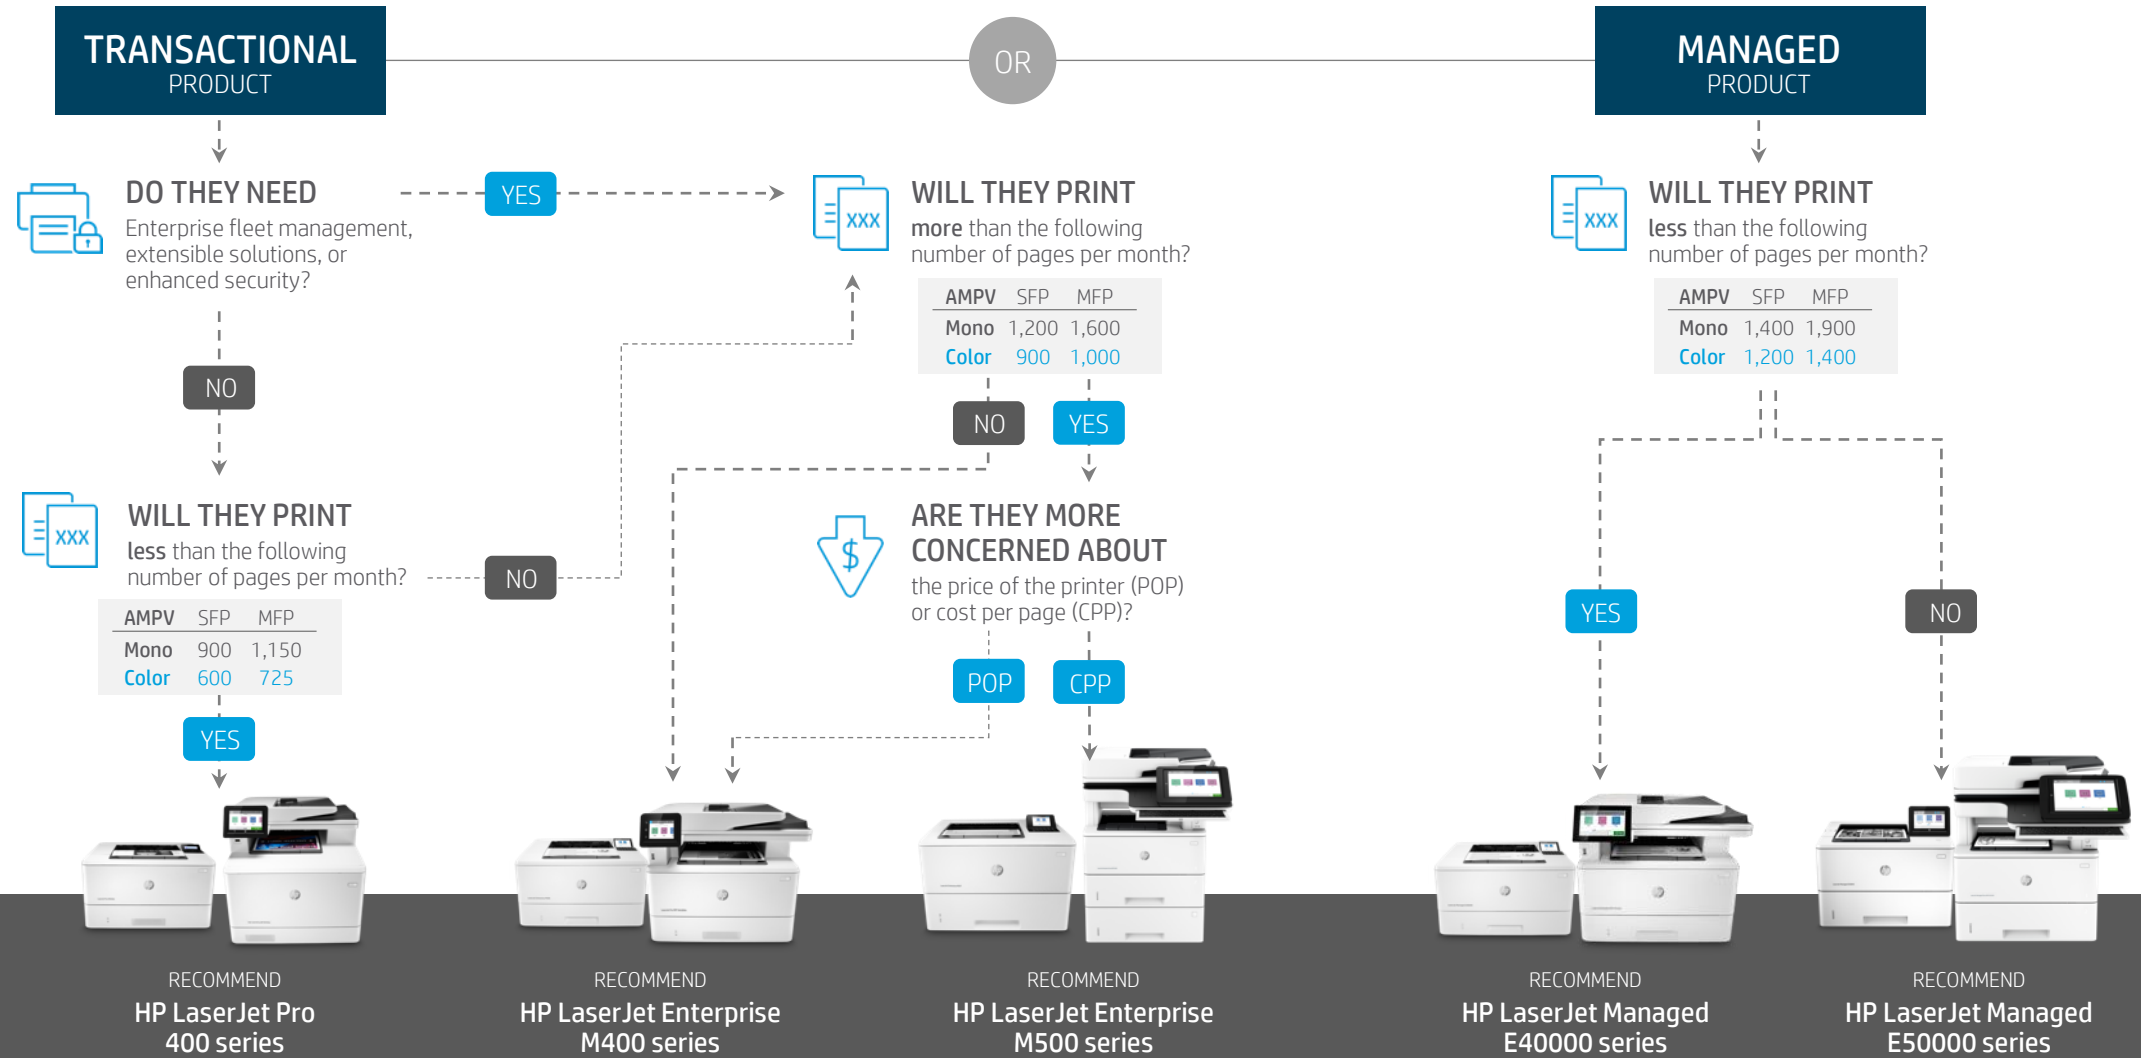 TRANSACTIONAL
PRODUCT
OR
MANAGED
PRODUCT
DO THEY NEED
Enterprise fleet management,
extensible solutions, or
enhanced security?
YES
NO
WILL THEY PRINT
less than the following
number of pages per month?
XXX
AMPV SFP MFP
Mono 900 1,150
Color 600 725
NO
YES
WILL THEY PRINT
more than the following
number of pages per month?
XXX
AMPV SFP MFP
Mono 1,200 1,600
Color 900 1,000
NO
YES
ARE THEY MORE
CONCERNED ABOUT
the price of the printer (POP)
or cost per page (CPP)?
$
POP
CPP
WILL THEY PRINT
less than the following
number of pages per month?
XXX
AMPV SFP MFP
Mono 1,400 1,900
Color 1,200 1,400
YES
NO
RECOMMEND
HP LaserJet Pro
400 series
RECOMMEND
HP LaserJet Enterprise
M400 series
RECOMMEND
HP LaserJet Enterprise
M500 series
RECOMMEND
HP LaserJet Managed
E40000 series
RECOMMEND
HP LaserJet Managed
E50000 series